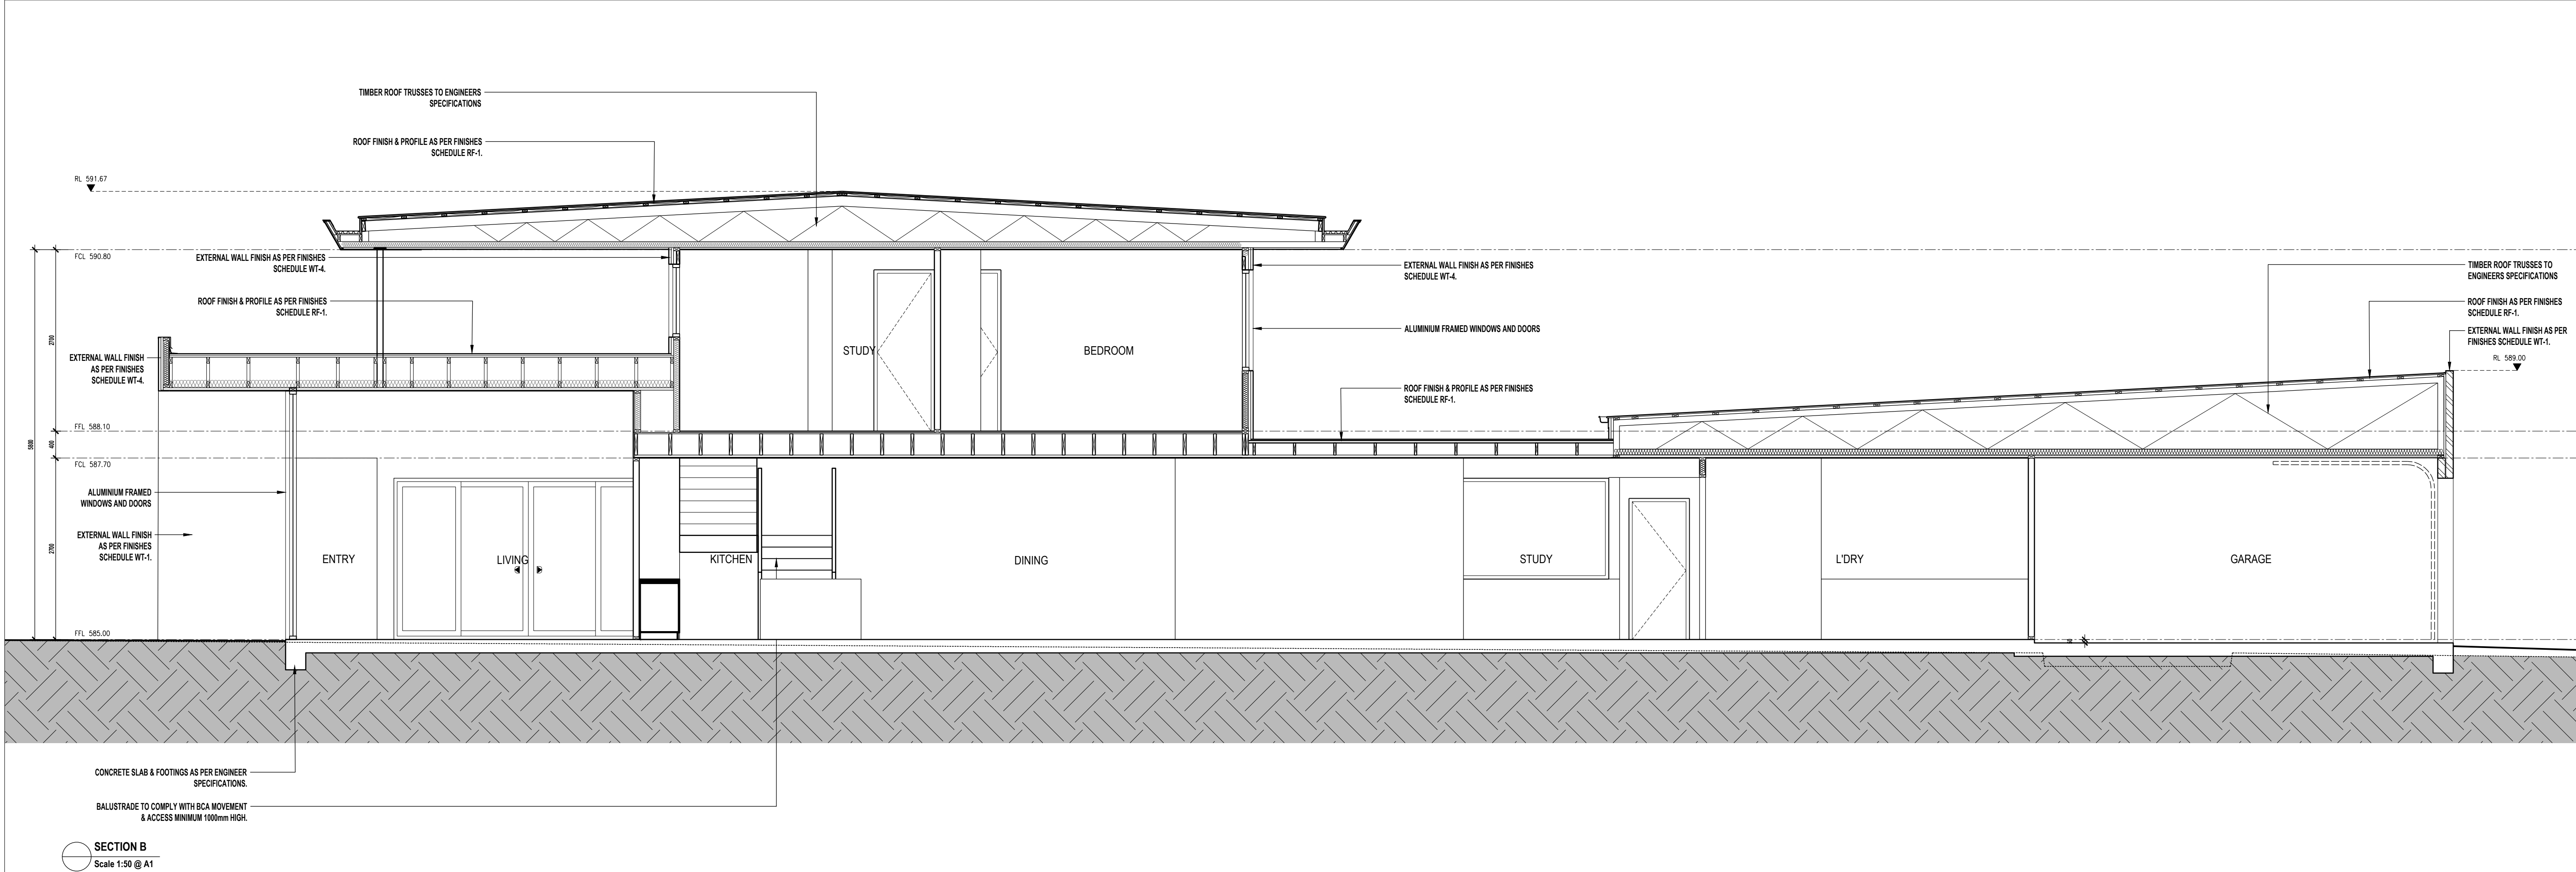 TIMBER ROOF TRUSSES TO ENGINEERS
SPECIFICATIONS
ROOF FINISH & PROFILE AS PER FINISHES
SCHEDULE RF-1.
RL 591.67
FCL 590.80
EXTERNAL WALL FINISH AS PER FINISHES
SCHEDULE WT-4.
ROOF FINISH & PROFILE AS PER FINISHES
SCHEDULE RF-1.
EXTERNAL WALL FINISH
AS PER FINISHES
SCHEDULE WT-4.
2700
5800
400
2700
FFL 588.10
FCL 587.70
ALUMINIUM FRAMED
WINDOWS AND DOORS
EXTERNAL WALL FINISH
AS PER FINISHES
SCHEDULE WT-1.
FFL 585.00
STUDY
BEDROOM
EXTERNAL WALL FINISH AS PER FINISHES
SCHEDULE WT-4.
ALUMINIUM FRAMED WINDOWS AND DOORS
ROOF FINISH & PROFILE AS PER FINISHES
SCHEDULE RF-1.
TIMBER ROOF TRUSSES TO
ENGINEERS SPECIFICATIONS
ROOF FINISH AS PER FINISHES
SCHEDULE RF-1.
EXTERNAL WALL FINISH AS PER
FINISHES SCHEDULE WT-1.
RL 589.00
ENTRY
LIVING
KITCHEN
DINING
STUDY
L'DRY
GARAGE
50
CONCRETE SLAB & FOOTINGS AS PER ENGINEER
SPECIFICATIONS.
BALUSTRADE TO COMPLY WITH BCA MOVEMENT
& ACCESS MINIMUM 1000mm HIGH.
SECTION B
Scale 1:50 @ A1